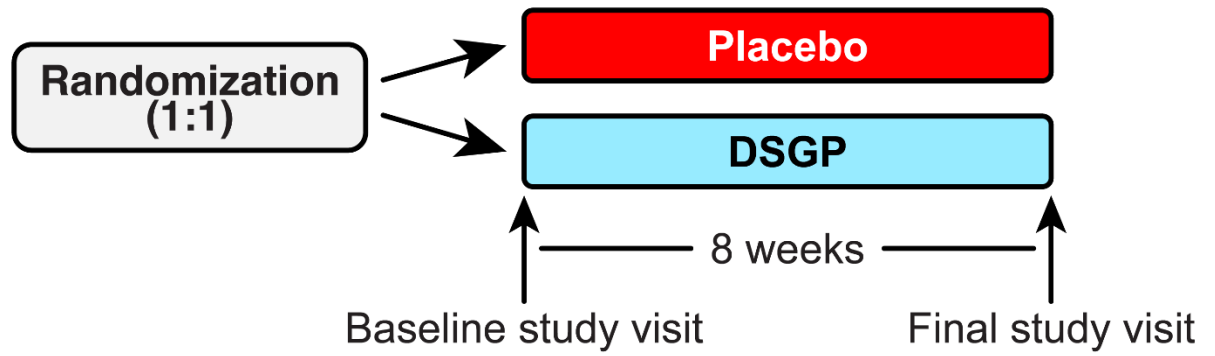 Randomization
(1:1)
Placebo
DSGP
8 weeks
Baseline study visit
Final study visit